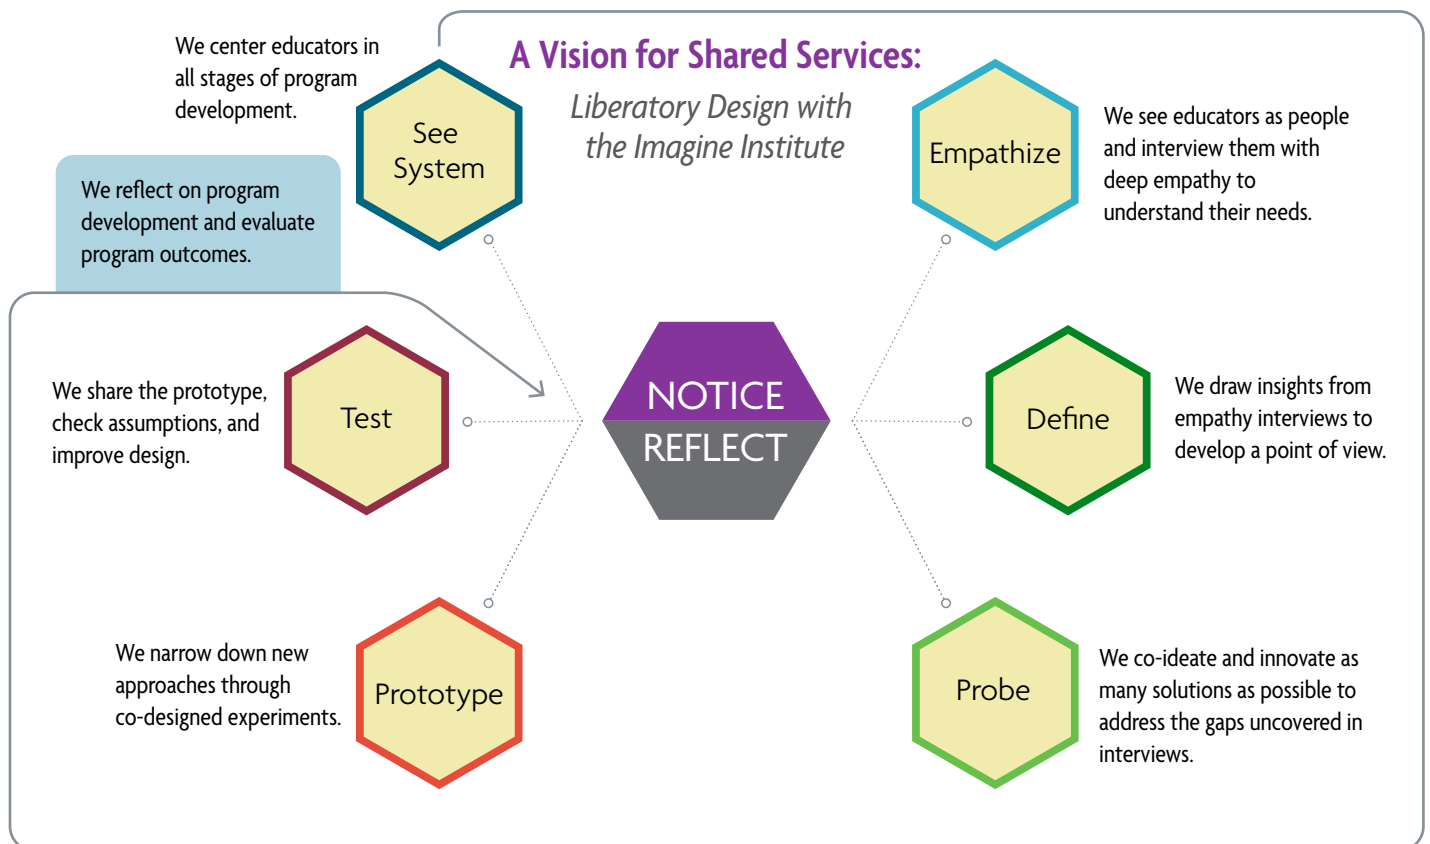 A Vision for Shared Services:
Liberatory Design with
the Imagine Institute
We center educators in
all stages of program
development.
See
System
Empathize
We see educators as people
and interview them with
deep empathy to
understand their needs.
We reflect on program
development and evaluate
program outcomes.
We share the prototype,
check assumptions, and
improve design.
Test
NOTICE
REFLECT
Define
We draw insights from
empathy interviews to
develop a point of view.
We narrow down new
approaches through
co-designed experiments.
Prototype
Probe
We co-ideate and innovate as
many solutions as possible to
address the gaps uncovered in
interviews.